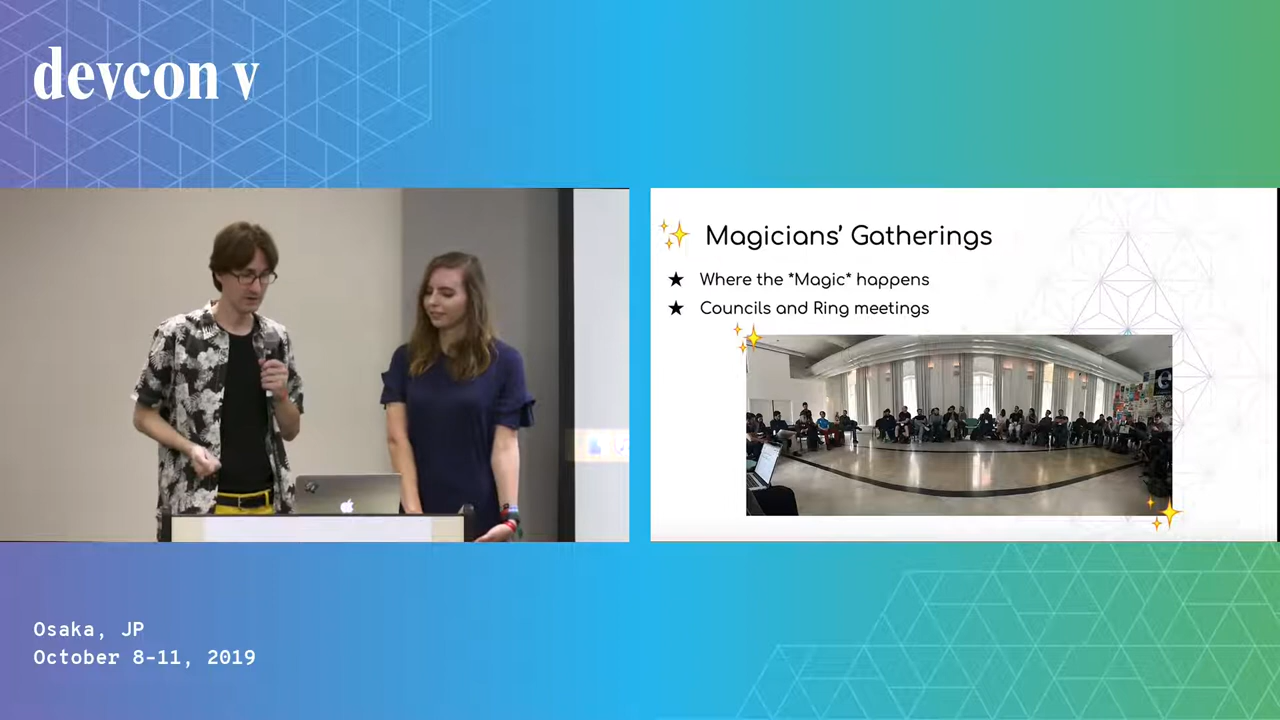 devcon v
Magicians' Gatherings
Where the *Magic* happens
Councils and Ring meetings
Osaka, JP
October 8-11, 2019